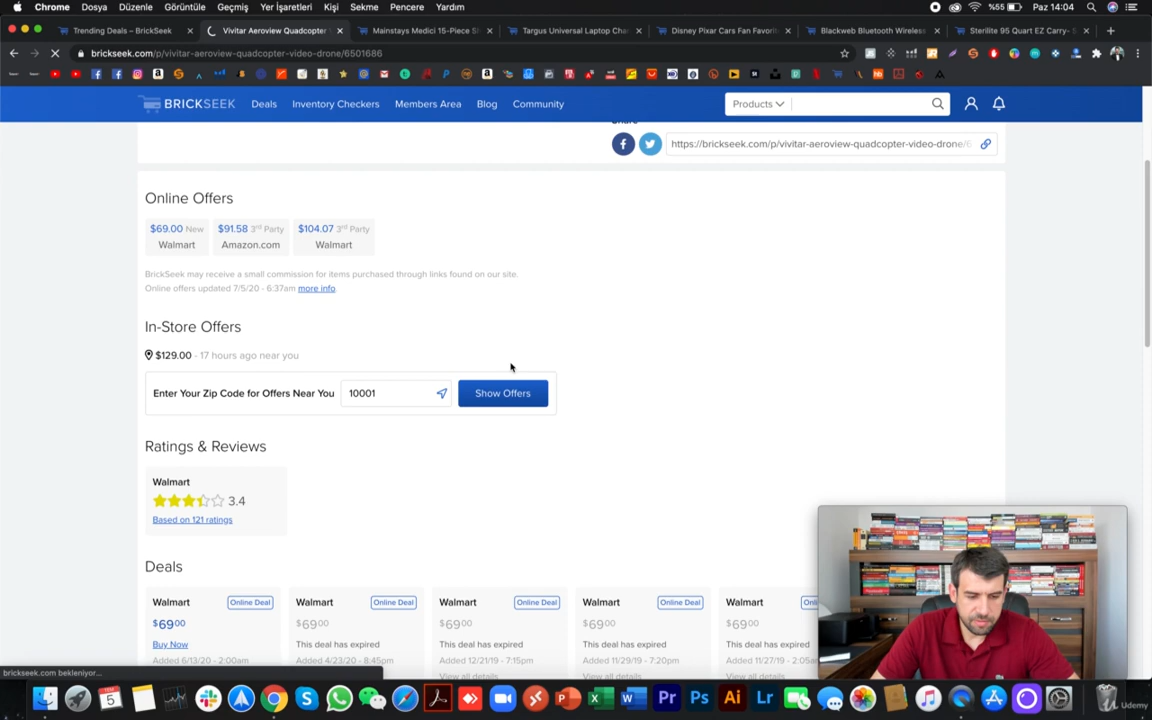 Chrome Dosya Düzenle Görüntüle Geçmiş Yer İşaretleri Kişi Sekme Pencere Yardım %55 Paz 14:04
Trending Deals – BrickSeek Vivitar Aeroview Quadcopter Mainstays Medici 15-Piece Targus Universal Laptop Disney Pixar Cars Fan Favorit Blackweb Bluetooth Wireless Sterilite 95 Quart EZ Carry-
brickseek.com/p/vivitar-aeroview-quadcopter-video-drone/6501686
BRICKSEEK Deals Inventory Checkers Members Area Blog Community Products
Share
https://brickseek.com/p/vivitar-aeroview-quadcopter-video-drone/6
Online Offers
$69.00 New $91.58 3rd Party $104.07 3rd Party
Walmart Amazon.com Walmart
BrickSeek may receive a small commission for items purchased through links found on our site.
Online offers updated 7/5/20 - 6:37am more info.
In-Store Offers
$129.00 - 17 hours ago near you
Enter Your Zip Code for Offers Near You 10001 Show Offers
Ratings & Reviews
Walmart
3.4
Based on 121 ratings
Deals
Walmart Online Deal Walmart Online Deal Walmart Online Deal Walmart Online Deal Walmart
$69.00 $69.00 $69.00 $69.00 $69.00
Buy Now This deal has expired This deal has expired This deal has expired This deal has expired
Added 6/13/20 - 2:00am Added 4/23/20 - 8:45pm Added 12/21/19 - 7:15pm Added 11/29/19 - 7:20pm Added 11/27/19 - 2:05am
View all details View all details View all details View all details
brickseek.com bekleniyor...
Udemy